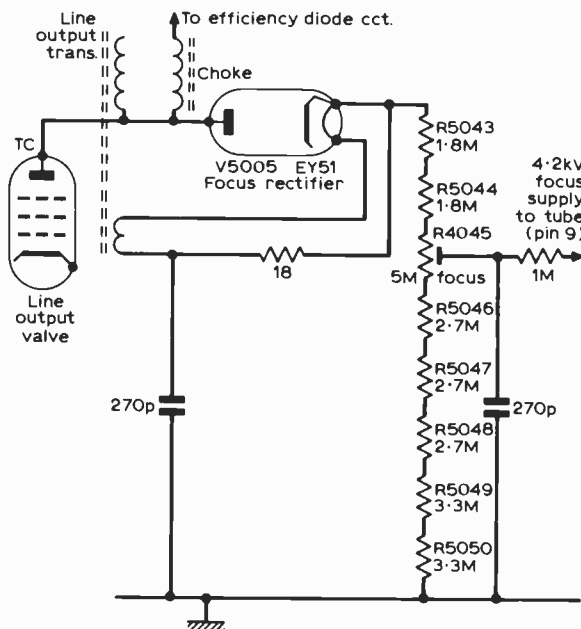 Line
output
trans.
To efficiency diode cct.
Choke
TC
V5005 EY51
Focus rectifier
R5043
1·8M
R5044
1·8M
4·2kV
focus
supply
to tube
(pin 9)
R4045
5M focus
1M
18
Line
output
valve
R5046
2·7M
R5047
2·7M
270p
270p
R5048
2·7M
R5049
3·3M
R5050
3·3M